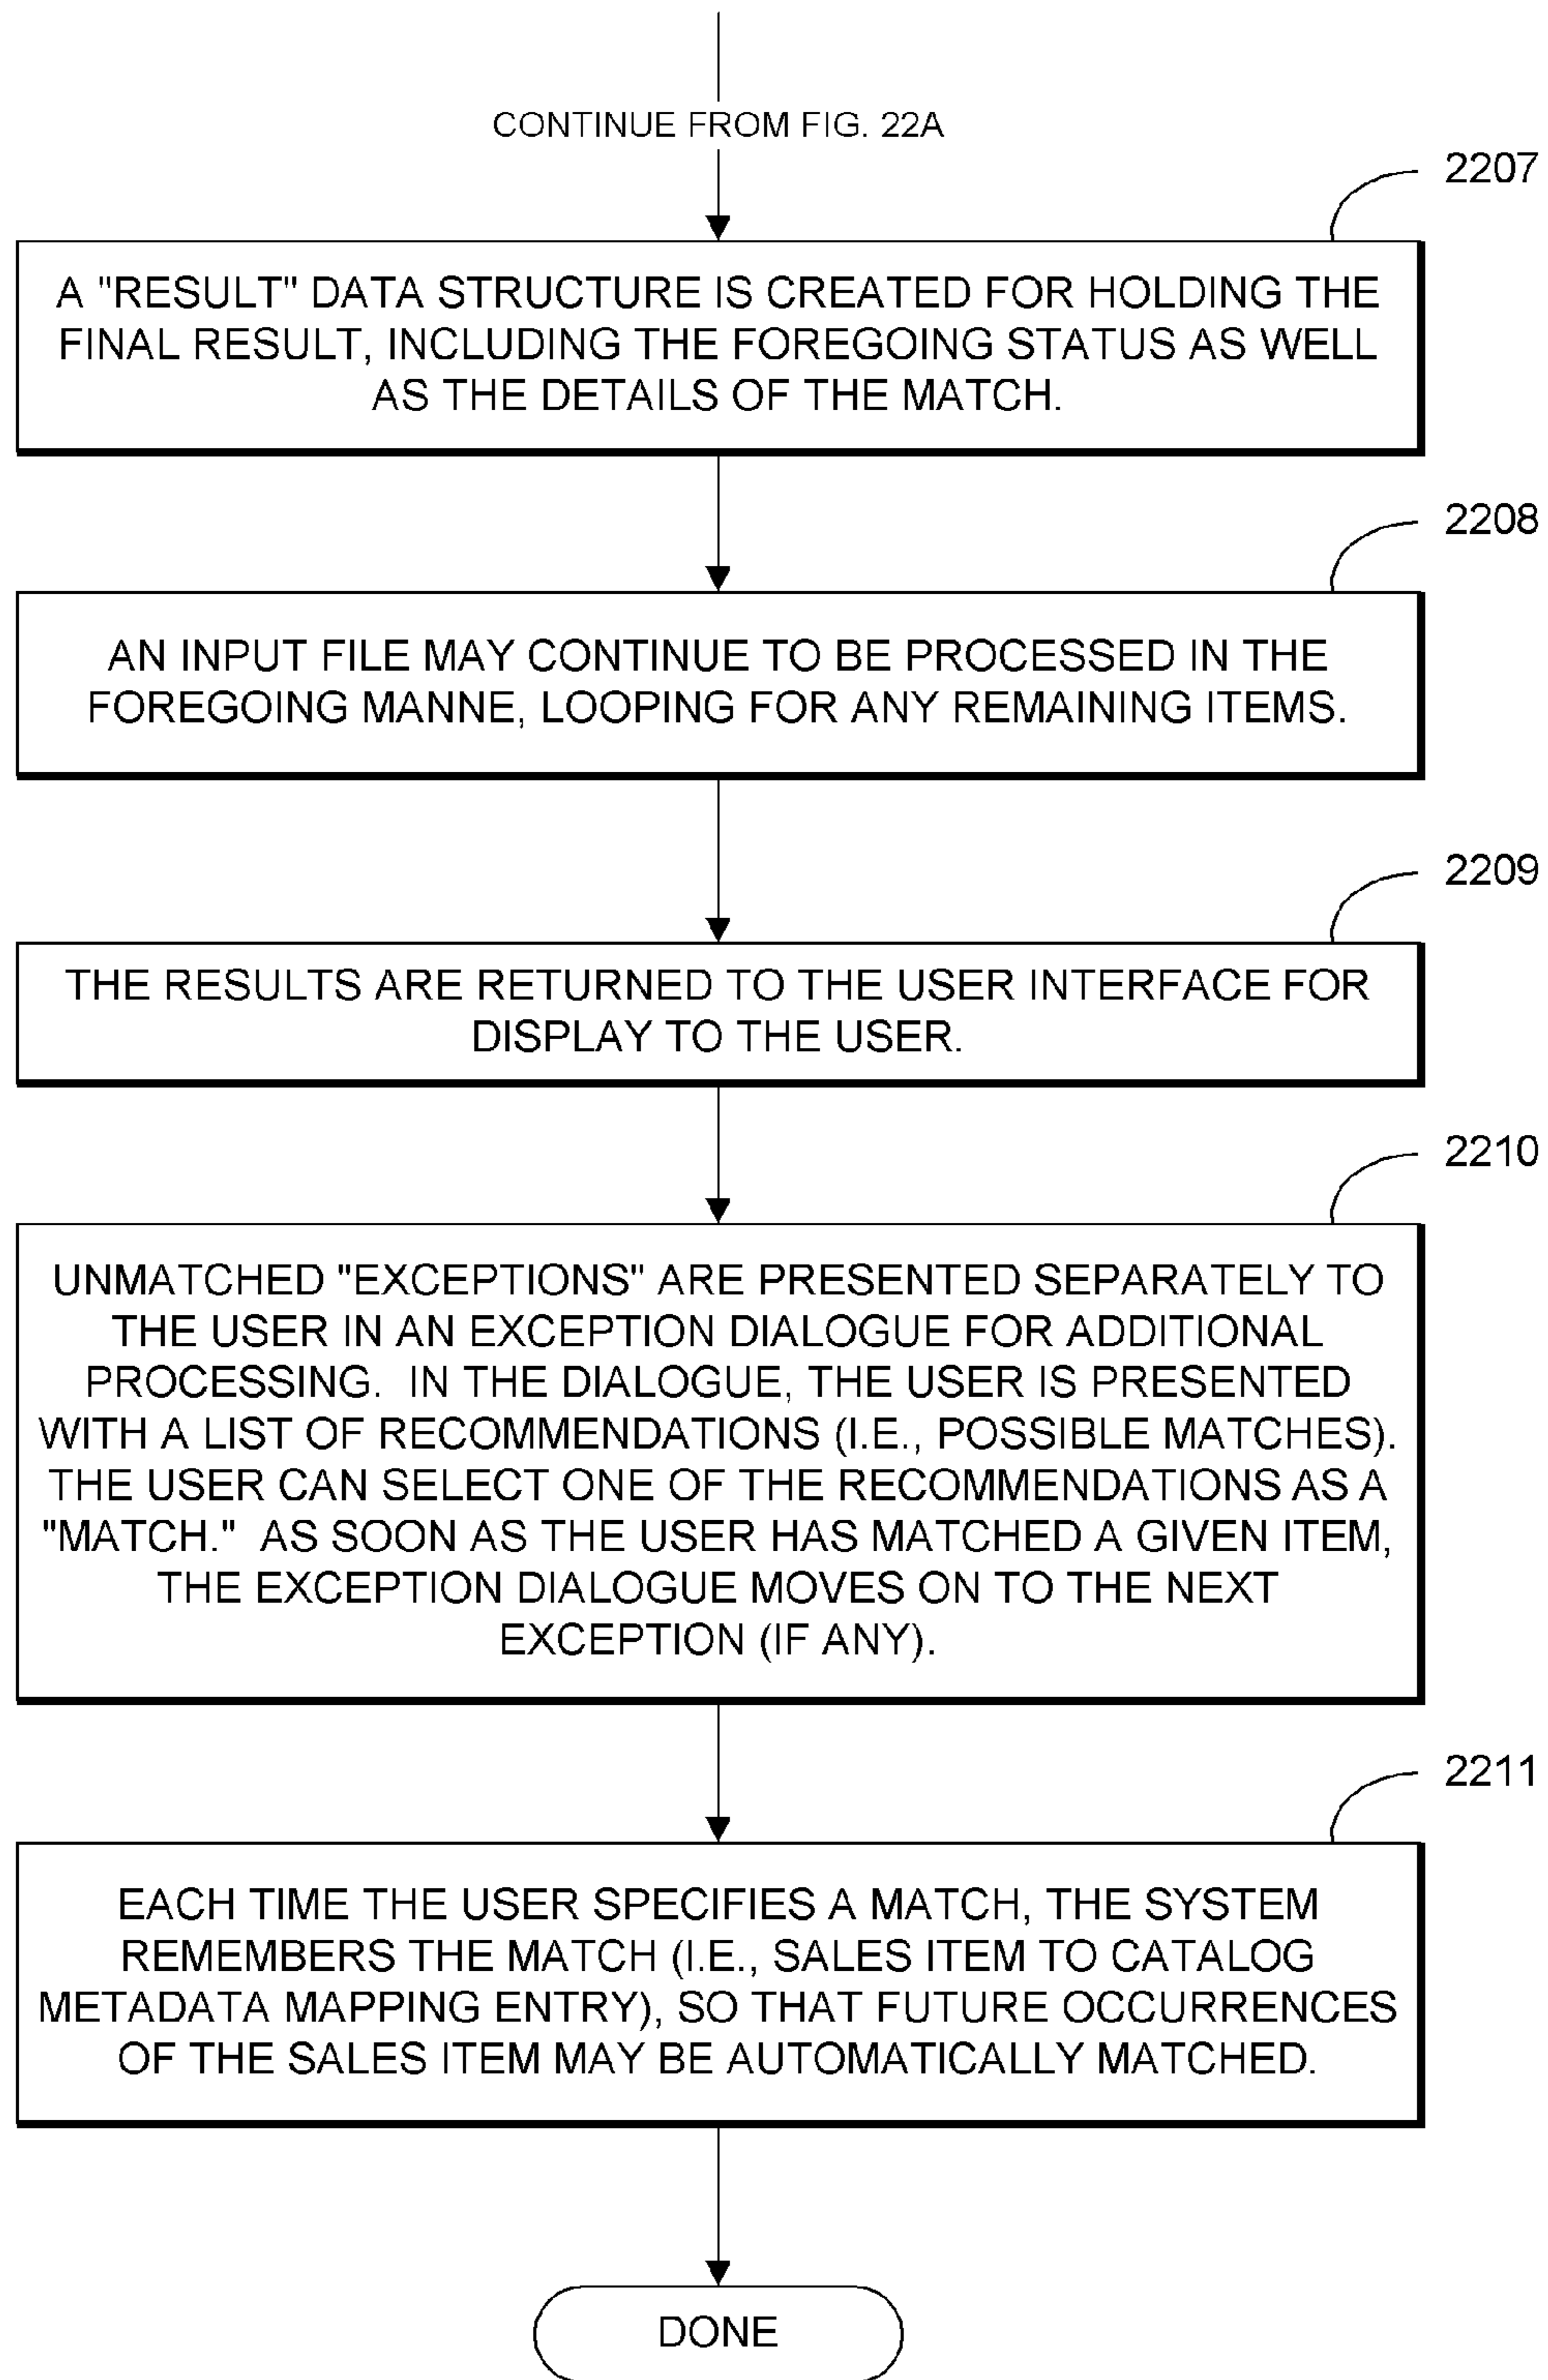 CONTINUE FROM FIG. 22A
2207
A "RESULT" DATA STRUCTURE IS CREATED FOR HOLDING THE
FINAL RESULT, INCLUDING THE FOREGOING STATUS AS WELL
AS THE DETAILS OF THE MATCH.
2208
AN INPUT FILE MAY CONTINUE TO BE PROCESSED IN THE
FOREGOING MANNE, LOOPING FOR ANY REMAINING ITEMS.
2209
THE RESULTS ARE RETURNED TO THE USER INTERFACE FOR
DISPLAY TO THE USER.
2210
UNMATCHED "EXCEPTIONS" ARE PRESENTED SEPARATELY TO
THE USER IN AN EXCEPTION DIALOGUE FOR ADDITIONAL
PROCESSING. IN THE DIALOGUE, THE USER IS PRESENTED
WITH A LIST OF RECOMMENDATIONS (I.E., POSSIBLE MATCHES).
THE USER CAN SELECT ONE OF THE RECOMMENDATIONS AS A
"MATCH." AS SOON AS THE USER HAS MATCHED A GIVEN ITEM,
THE EXCEPTION DIALOGUE MOVES ON TO THE NEXT
EXCEPTION (IF ANY).
2211
EACH TIME THE USER SPECIFIES A MATCH, THE SYSTEM
REMEMBERS THE MATCH (I.E., SALES ITEM TO CATALOG
METADATA MAPPING ENTRY), SO THAT FUTURE OCCURRENCES
OF THE SALES ITEM MAY BE AUTOMATICALLY MATCHED.
DONE